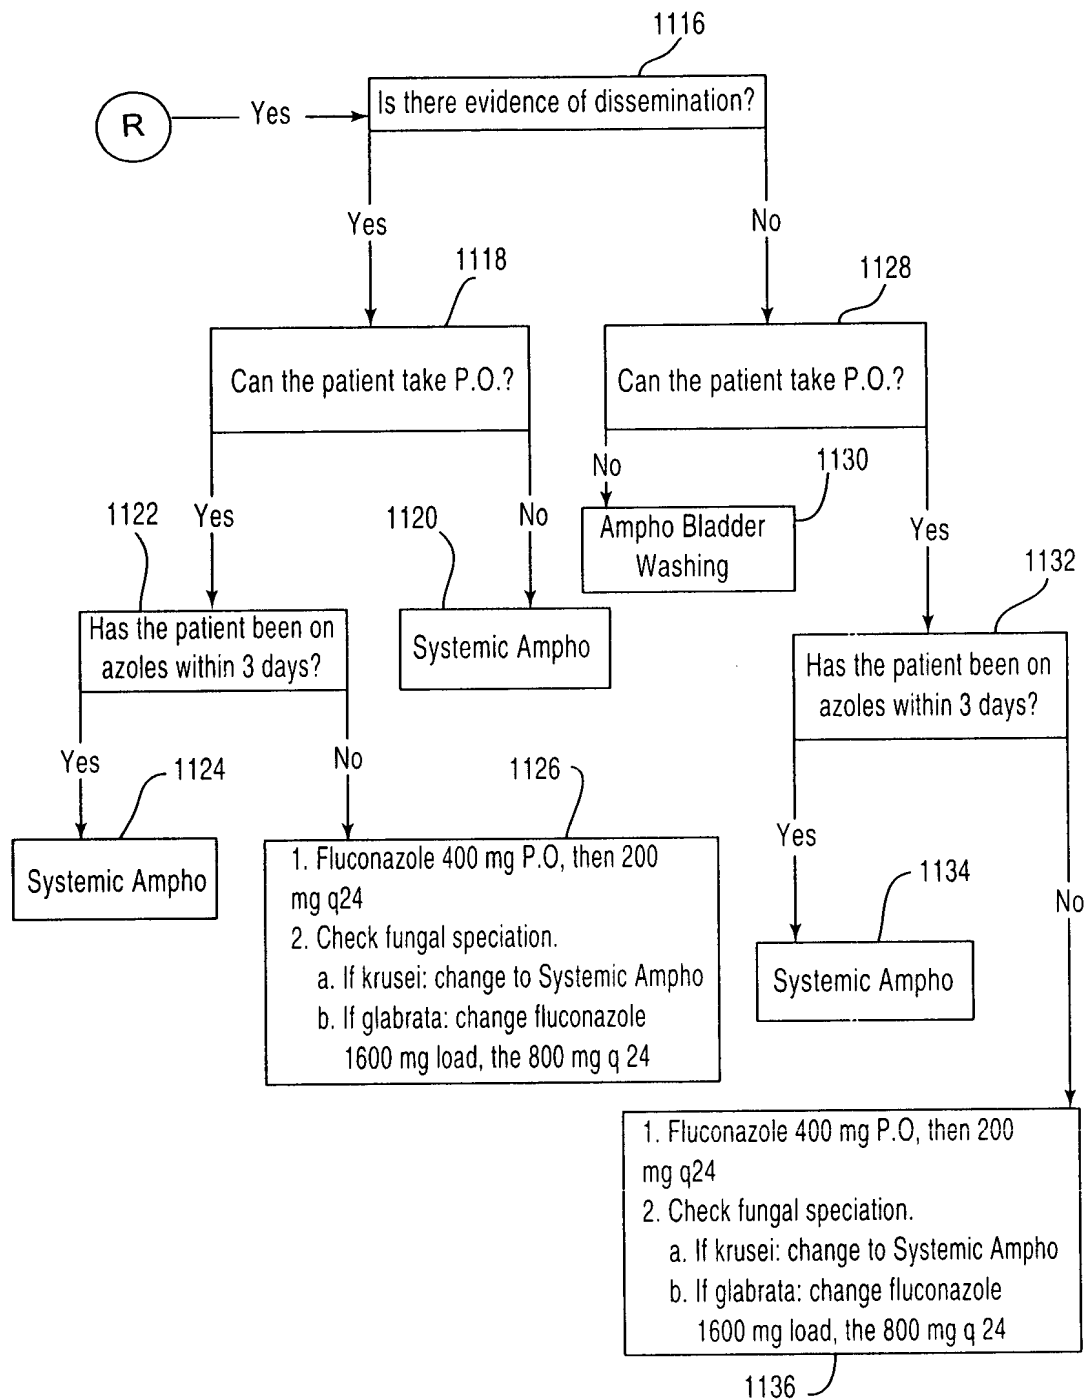 1116
Is there evidence of dissemination?
R
Yes
Yes
No
1118
1128
Can the patient take P.O.?
Can the patient take P.O.?
No
1130
1122
Yes
1120
No
Ampho Bladder
Washing
Yes
1132
Has the patient been on
azoles within 3 days?
Systemic Ampho
Has the patient been on
azoles within 3 days?
Yes
1124
No
1126
Yes
Systemic Ampho
1. Fluconazole 400 mg P.O, then 200
mg q24
2. Check fungal speciation.
a. If krusei: change to Systemic Ampho
b. If glabrata: change fluconazole
1600 mg load, the 800 mg q 24
1134
No
Systemic Ampho
1. Fluconazole 400 mg P.O, then 200
mg q24
2. Check fungal speciation.
a. If krusei: change to Systemic Ampho
b. If glabrata: change fluconazole
1600 mg load, the 800 mg q 24
1136